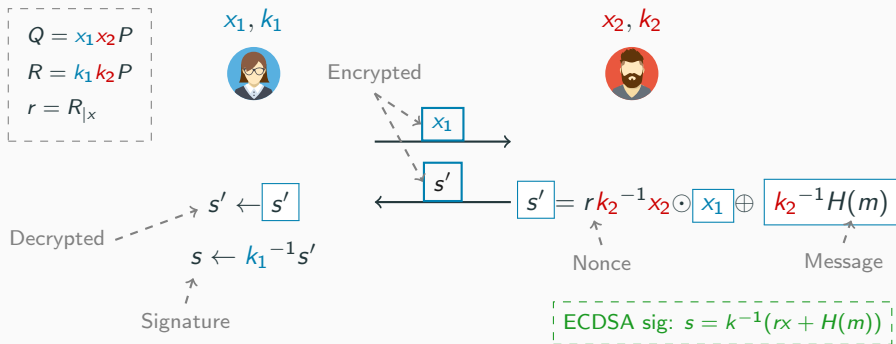 x₁, k₁
x₂, k₂
Q = x₁x₂P
R = k₁k₂P
r = R|ₓ
Encrypted
x₁
s′
s′ ← s′
s′ = rk₂⁻¹x₂ ⊙ x₁ ⊕ k₂⁻¹H(m)
Decrypted
s ← k₁⁻¹s′
Nonce
Message
Signature
ECDSA sig: s = k⁻¹(rx + H(m))